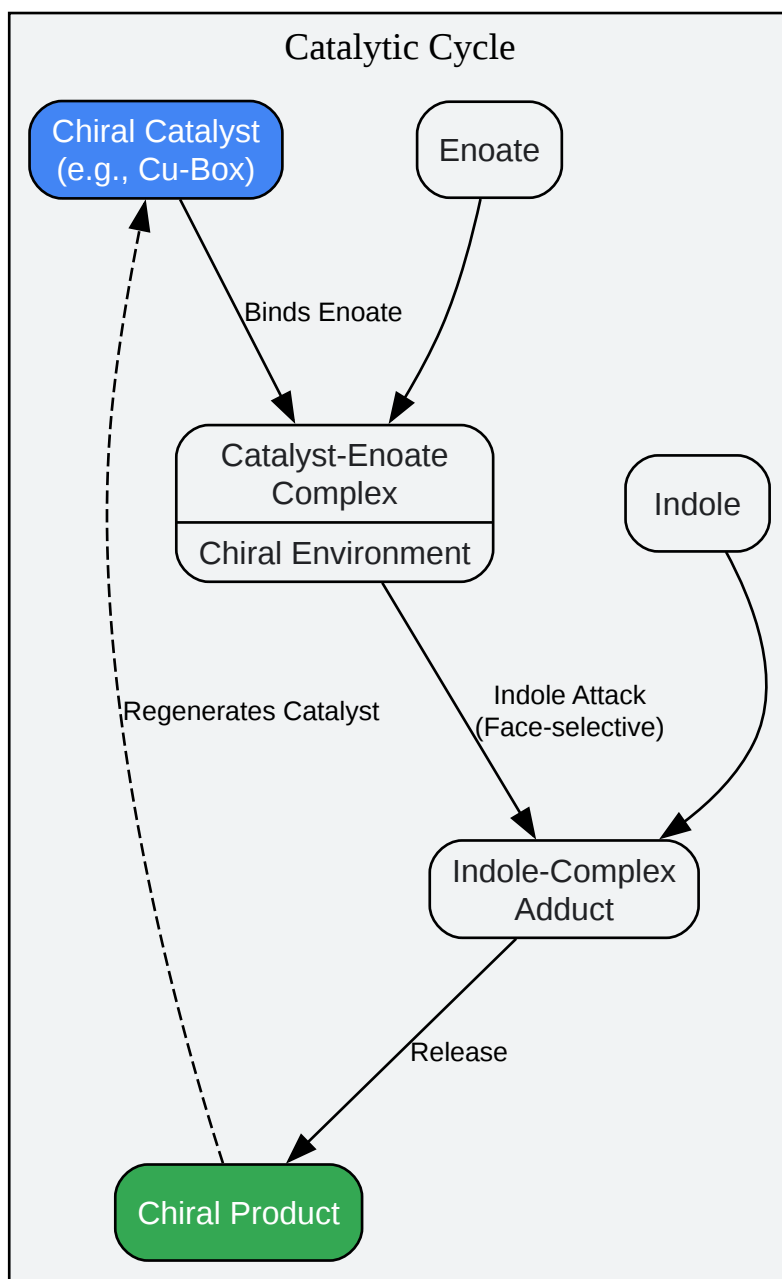 Catalytic Cycle
Chiral Catalyst
(e.g., Cu-Box)
Enoate
Binds Enoate
Catalyst-Enoate
Complex
Chiral Environment
Indole
Regenerates Catalyst
Indole Attack
(Face-selective)
Indole-Complex
Adduct
Release
Chiral Product